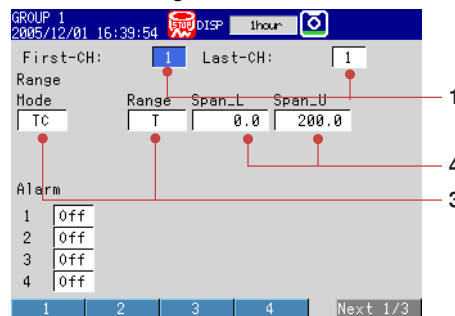 GROUP 1
2005/12/01 16:39:54 STOP DISP 1hour
First-CH: 1 Last-CH: 1
Range
Mode Range Span_L Span_U
TC T 0.0 200.0
1
4
3
Alarm
1 Off
2 Off
3 Off
4 Off
1 2 3 4 Next 1/3